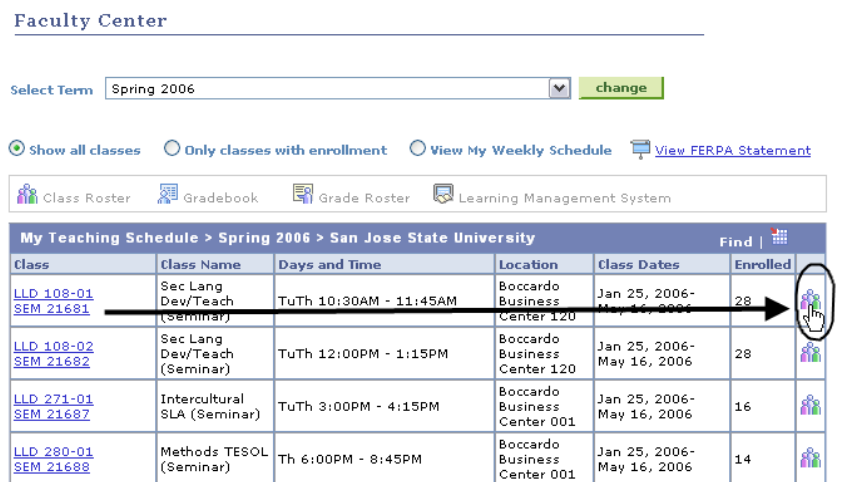 Faculty Center
Select Term Spring 2006 change
Show all classes Only classes with enrollment View My Weekly Schedule View FERPA Statement
Class Roster Gradebook Grade Roster Learning Management System
My Teaching Schedule > Spring 2006 > San Jose State University Find |
Class Class Name Days and Time Location Class Dates Enrolled
LLD 108-01
SEM 21681
Sec Lang
Dev/Teach
(Seminar)
TuTh 10:30AM - 11:45AM
Boccardo
Business
Center 120
Jan 25, 2006-
May 16, 2006
28
LLD 108-02
SEM 21682
Sec Lang
Dev/Teach
(Seminar)
TuTh 12:00PM - 1:15PM
Boccardo
Business
Center 120
Jan 25, 2006-
May 16, 2006
28
LLD 271-01
SEM 21687
Intercultural
SLA (Seminar)
TuTh 3:00PM - 4:15PM
Boccardo
Business
Center 001
Jan 25, 2006-
May 16, 2006
16
LLD 280-01
SEM 21688
Methods TESOL
(Seminar)
Th 6:00PM - 8:45PM
Boccardo
Business
Center 001
Jan 25, 2006-
May 16, 2006
14